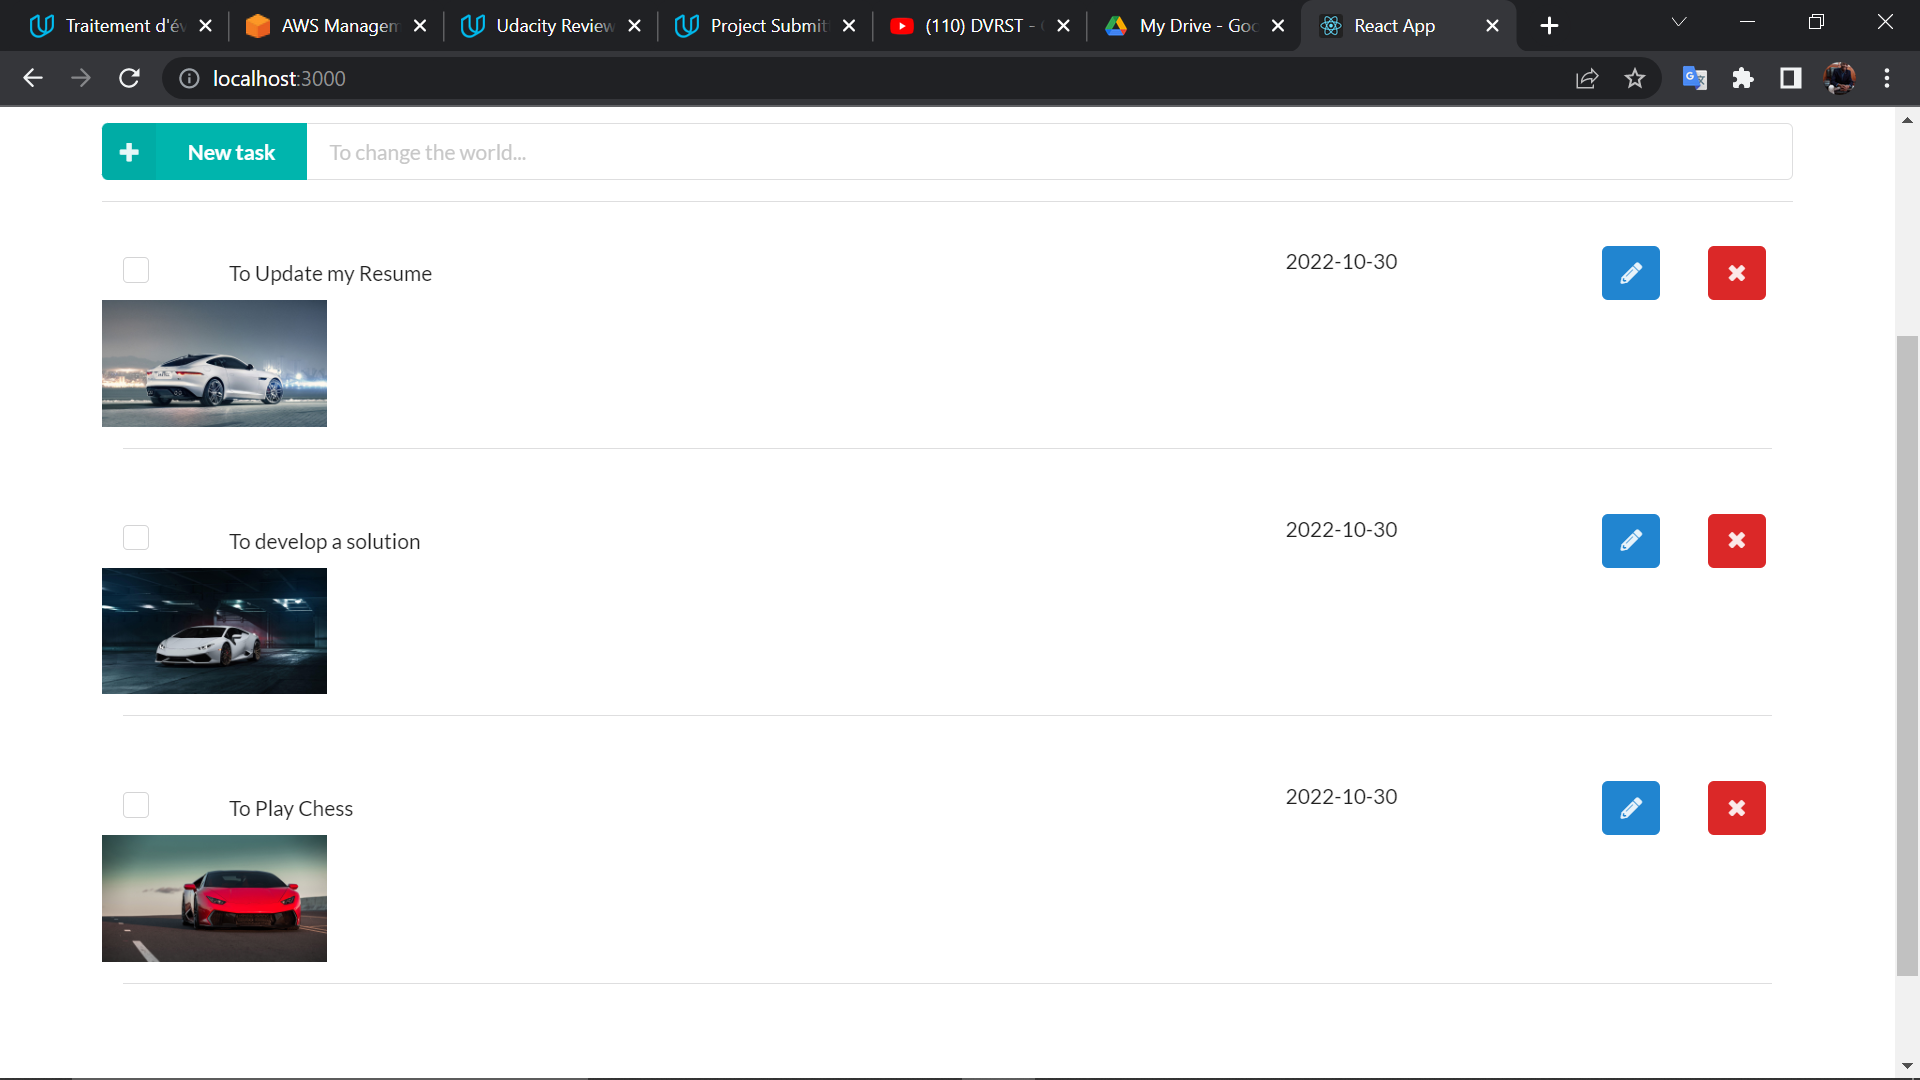 Traitement d'év
AWS Managem
Udacity Review
Project Submit
(110) DVRST -
My Drive - Goo
React App
localhost:3000
New task
To change the world...
To Update my Resume
2022-10-30
To develop a solution
2022-10-30
To Play Chess
2022-10-30